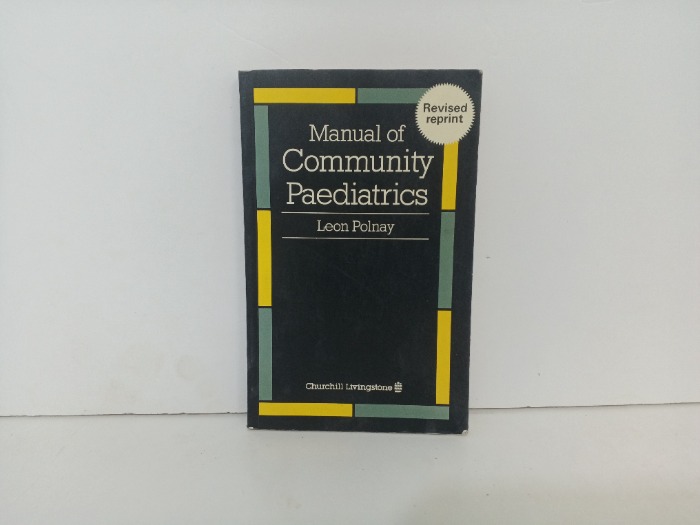 Revised
reprint
Manual of
Community
Paediatrics
Leon Polnay
Churchill Livingstone